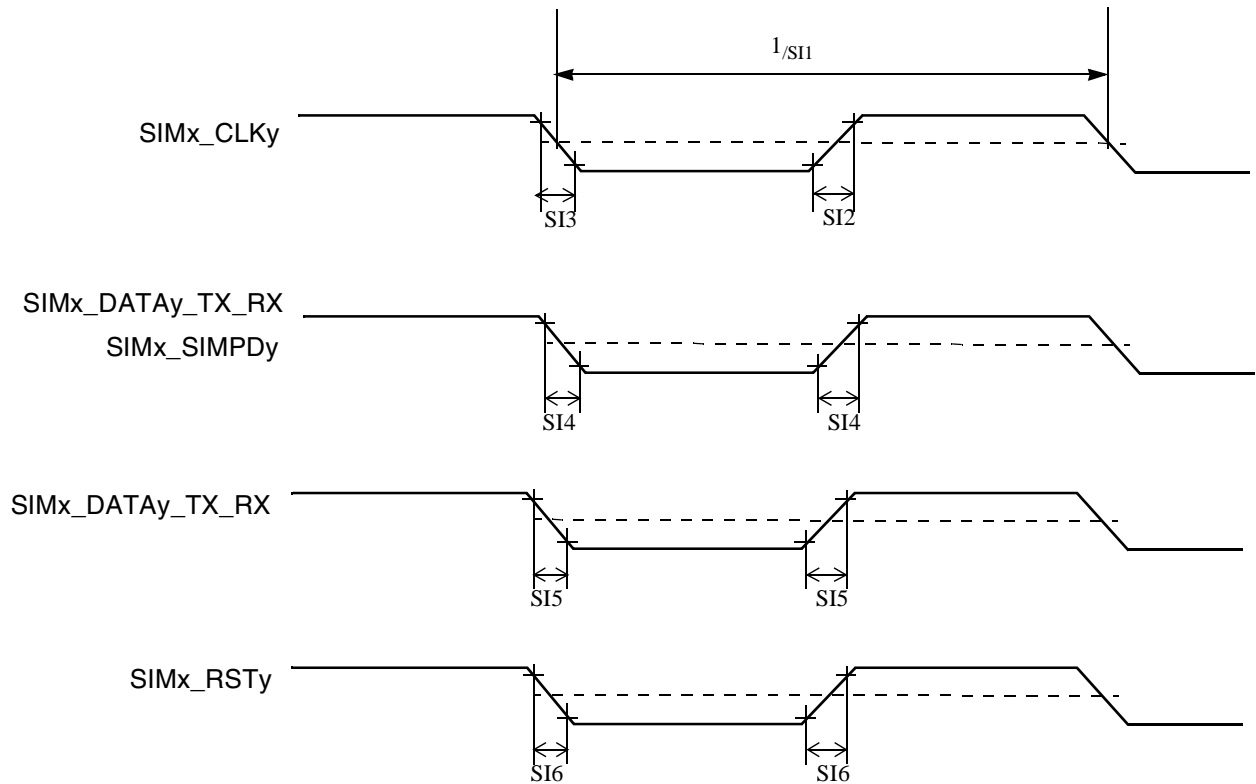 1/SI1
SIMx_CLKy
SI3 SI2
SIMx_DATAy_TX_RX
SIMx_SIMPDy
SI4 SI4
SIMx_DATAy_TX_RX
SI5 SI5
SIMx_RSTy
SI6 SI6